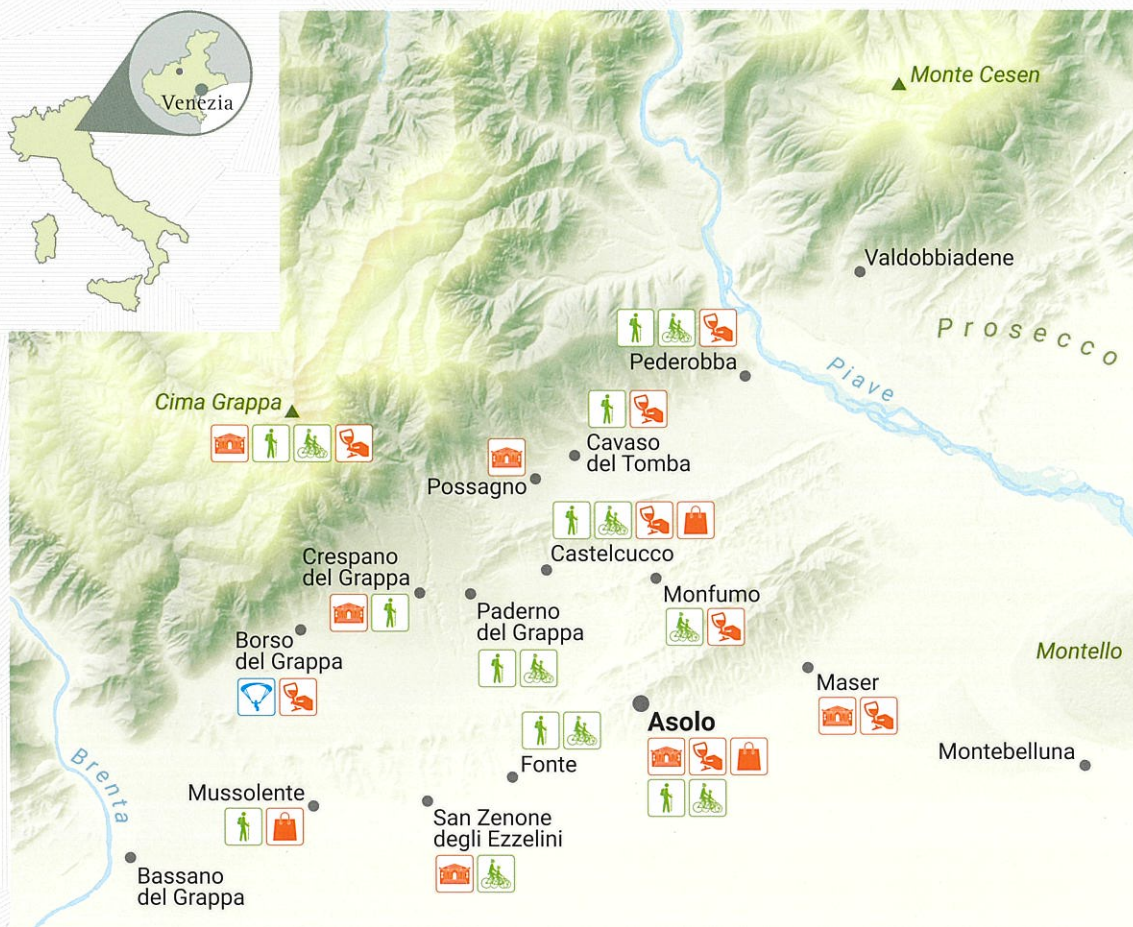 Venezia
Monte Cesen
Valdobbiadene
Prosecco
Pederobba
Piave
Cima Grappa
Cavaso
del Tomba
Possagno
Castelcucco
Crespano
del Grappa
Paderno
del Grappa
Monfumo
Borso
del Grappa
Montello
Maser
Asolo
Fonte
Montebelluna
Brenta
Mussolente
San Zenone
degli Ezzelini
Bassano
del Grappa